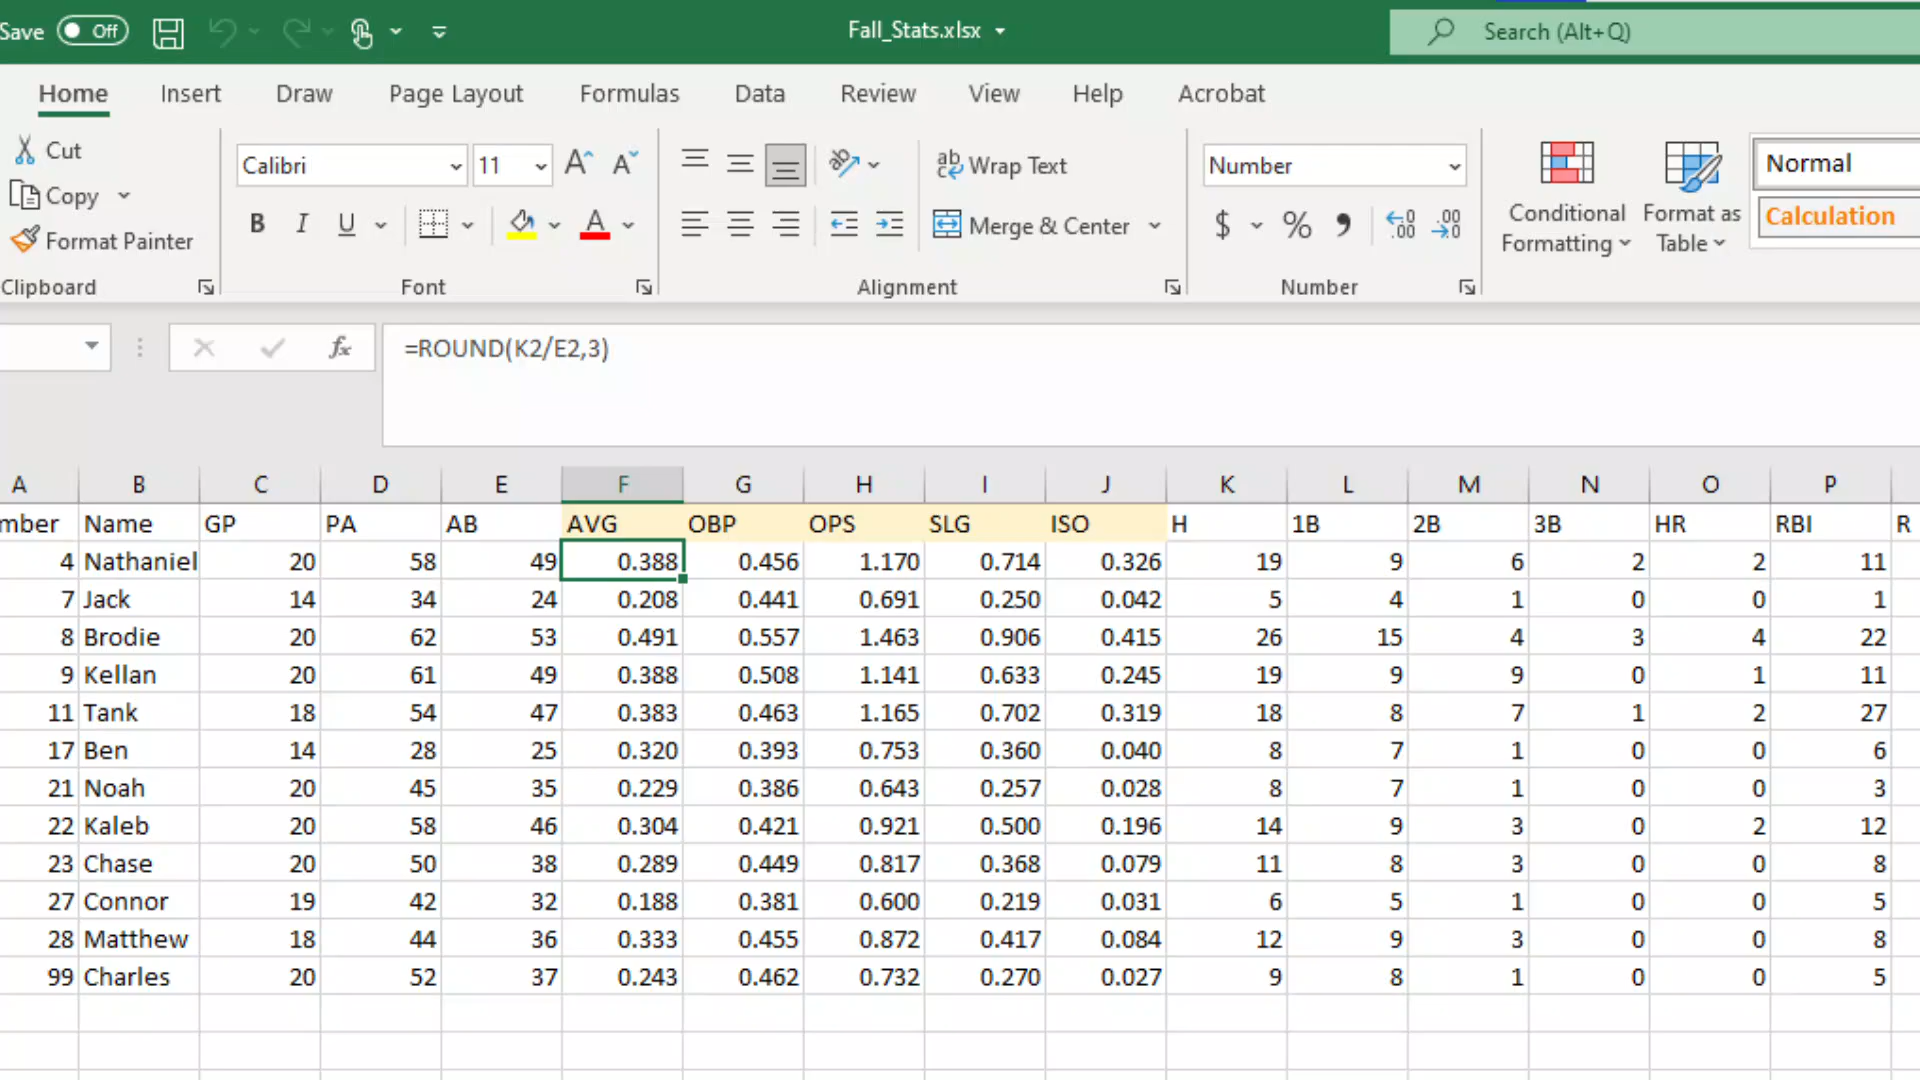 Save Off Fall_Stats.xlsx Search (Alt+Q)
Home Insert Draw Page Layout Formulas Data Review View Help Acrobat
Cut
Copy
Format Painter
Clipboard
Calibri 11
B I U
Font
Wrap Text
Merge & Center
Alignment
Number
$ %
Number
Conditional Formatting
Format as Table
Normal
Calculation
fx =ROUND(K2/E2,3)
A B C D E F G H I J K L M N O P
mber Name GP PA AB AVG OBP OPS SLG ISO H 1B 2B 3B HR RBI R
4 Nathaniel 20 58 49 0.388 0.456 1.170 0.714 0.326 19 9 6 2 2 11
7 Jack 14 34 24 0.208 0.441 0.691 0.250 0.042 5 4 1 0 0 1
8 Brodie 20 62 53 0.491 0.557 1.463 0.906 0.415 26 15 4 3 4 22
9 Kellan 20 61 49 0.388 0.508 1.141 0.633 0.245 19 9 9 0 1 11
11 Tank 18 54 47 0.383 0.463 1.165 0.702 0.319 18 8 7 1 2 27
17 Ben 14 28 25 0.320 0.393 0.753 0.360 0.040 8 7 1 0 0 6
21 Noah 20 45 35 0.229 0.386 0.643 0.257 0.028 8 7 1 0 0 3
22 Kaleb 20 58 46 0.304 0.421 0.921 0.500 0.196 14 9 3 0 2 12
23 Chase 20 50 38 0.289 0.449 0.817 0.368 0.079 11 8 3 0 0 8
27 Connor 19 42 32 0.188 0.381 0.600 0.219 0.031 6 5 1 0 0 5
28 Matthew 18 44 36 0.333 0.455 0.872 0.417 0.084 12 9 3 0 0 8
99 Charles 20 52 37 0.243 0.462 0.732 0.270 0.027 9 8 1 0 0 5